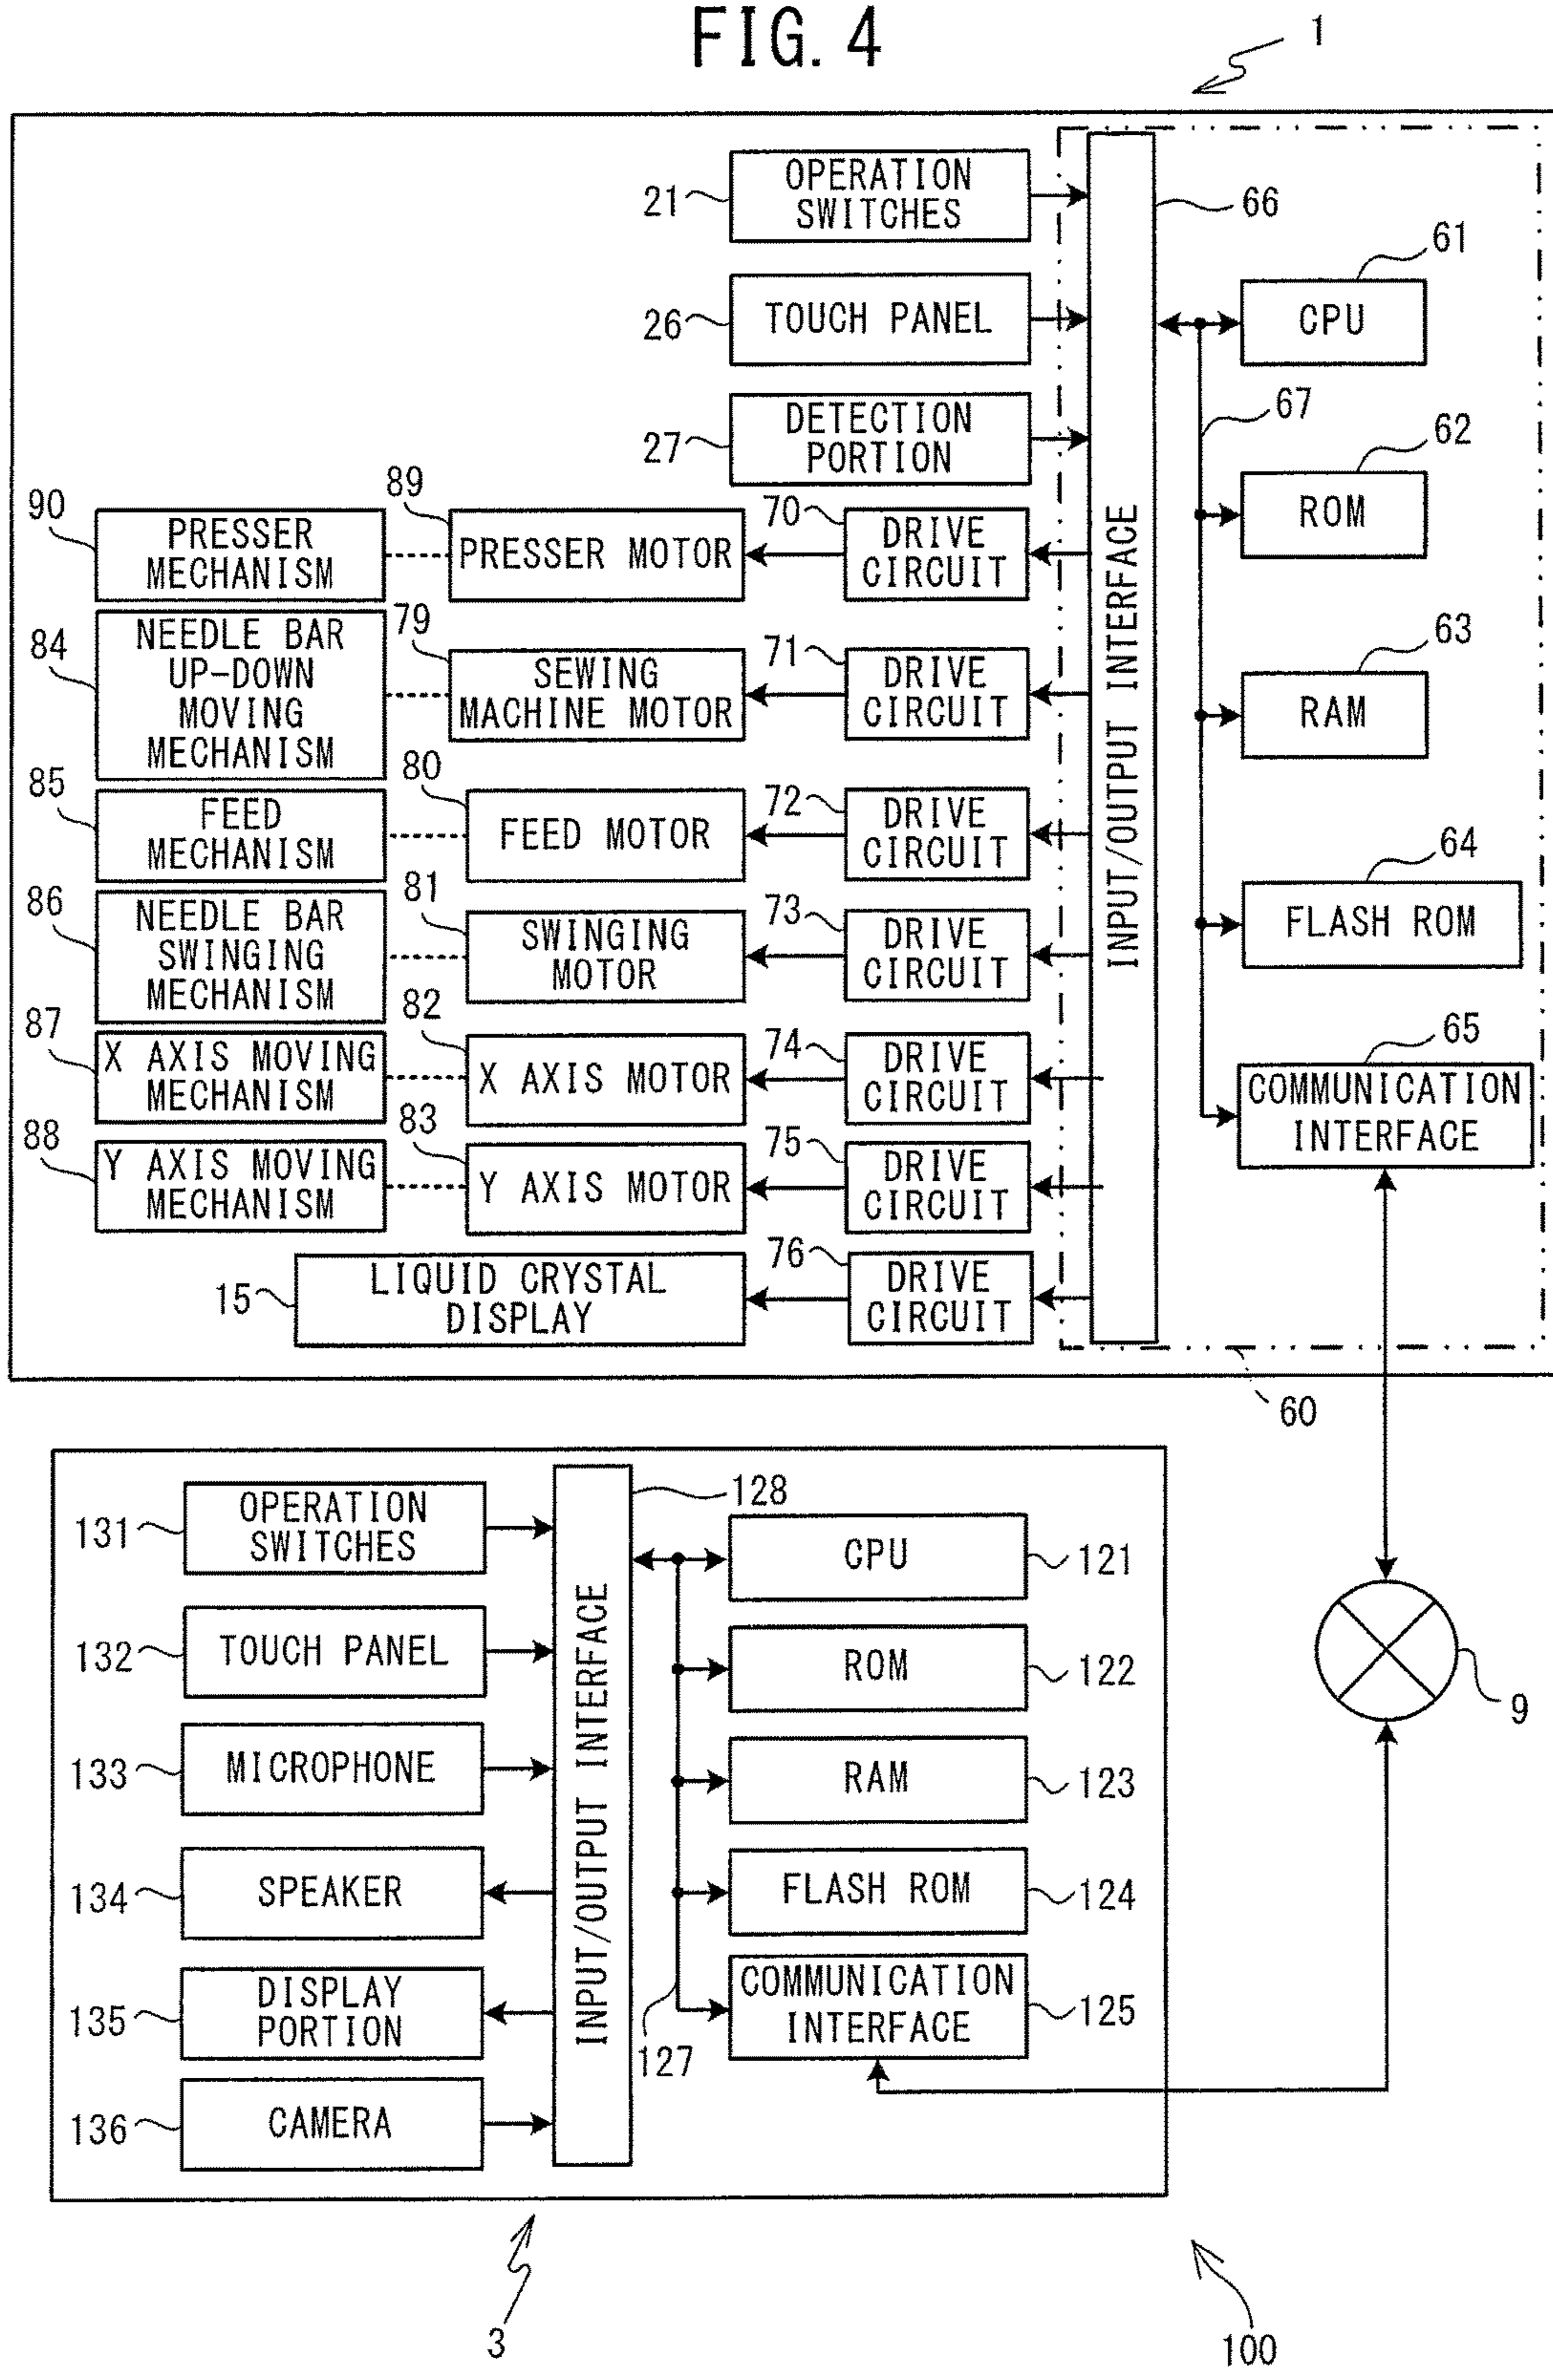 FIG. 4
1
OPERATION
SWITCHES
21
66
61
TOUCH PANEL
26
CPU
67
DETECTION
PORTION
27
62
ROM
90
PRESSER
MECHANISM
89
PRESSER MOTOR
70
DRIVE
CIRCUIT
INPUT/OUTPUT INTERFACE
84
NEEDLE BAR
UP-DOWN
MOVING
MECHANISM
79
SEWING
MACHINE MOTOR
71
DRIVE
CIRCUIT
63
RAM
85
FEED
MECHANISM
80
FEED MOTOR
72
DRIVE
CIRCUIT
64
FLASH ROM
86
NEEDLE BAR
SWINGING
MECHANISM
81
SWINGING
MOTOR
73
DRIVE
CIRCUIT
87
X AXIS MOVING
MECHANISM
82
X AXIS MOTOR
74
DRIVE
CIRCUIT
65
COMMUNICATION
INTERFACE
88
Y AXIS MOVING
MECHANISM
83
Y AXIS MOTOR
75
DRIVE
CIRCUIT
15
LIQUID CRYSTAL
DISPLAY
76
DRIVE
CIRCUIT
60
131
OPERATION
SWITCHES
128
CPU
121
132
TOUCH PANEL
INPUT/OUTPUT INTERFACE
ROM
122
9
133
MICROPHONE
RAM
123
134
SPEAKER
FLASH ROM
124
135
DISPLAY
PORTION
COMMUNICATION
INTERFACE
125
127
136
CAMERA
3
100